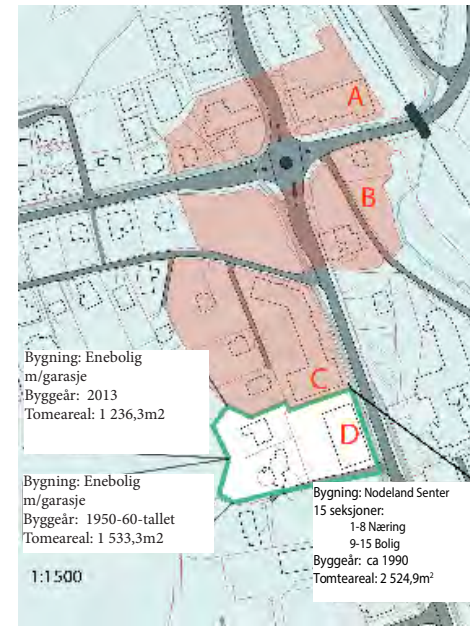 A
B
Bygning: Enebolig
m/garasje
Byggeår: 2013
Tomeareal: 1 236,3m2
C
D
Bygning: Enebolig
m/garasje
Byggeår: 1950-60-tallet
Tomeareal: 1 533,3m2
Bygning: Nodeland Senter
15 seksjoner:
1-8 Næring
9-15 Bolig
Byggeår: ca 1990
Tomteareal: 2 524,9m²
1:1500